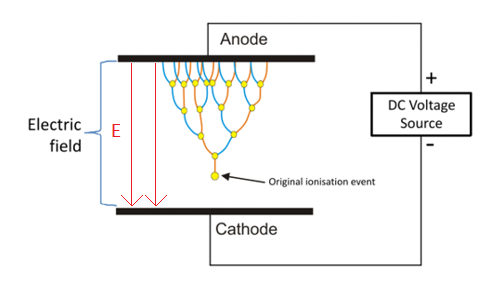 Anode
+
DC Voltage
Source
-
Electric
field
E
Original ionisation event
Cathode